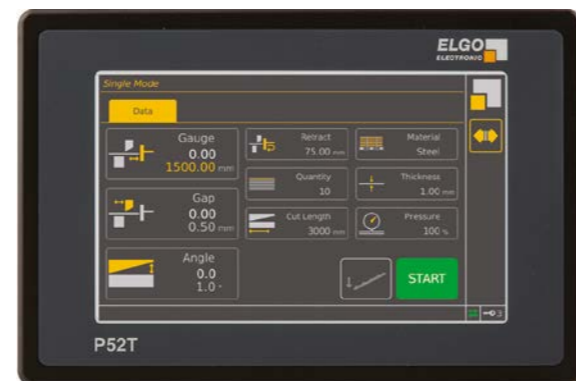 ELGO
ELECTRONIC
Single Mode
Data
Gauge
0.00
1500.00 mm
Gap
0.00
0.50 mm
Angle
0.0
1.0 °
Retract
75.00 mm
Quantity
10
Cut Length
3000 mm
Material
Steel
Thickness
1.00 mm
Pressure
100 %
START
3
P52T